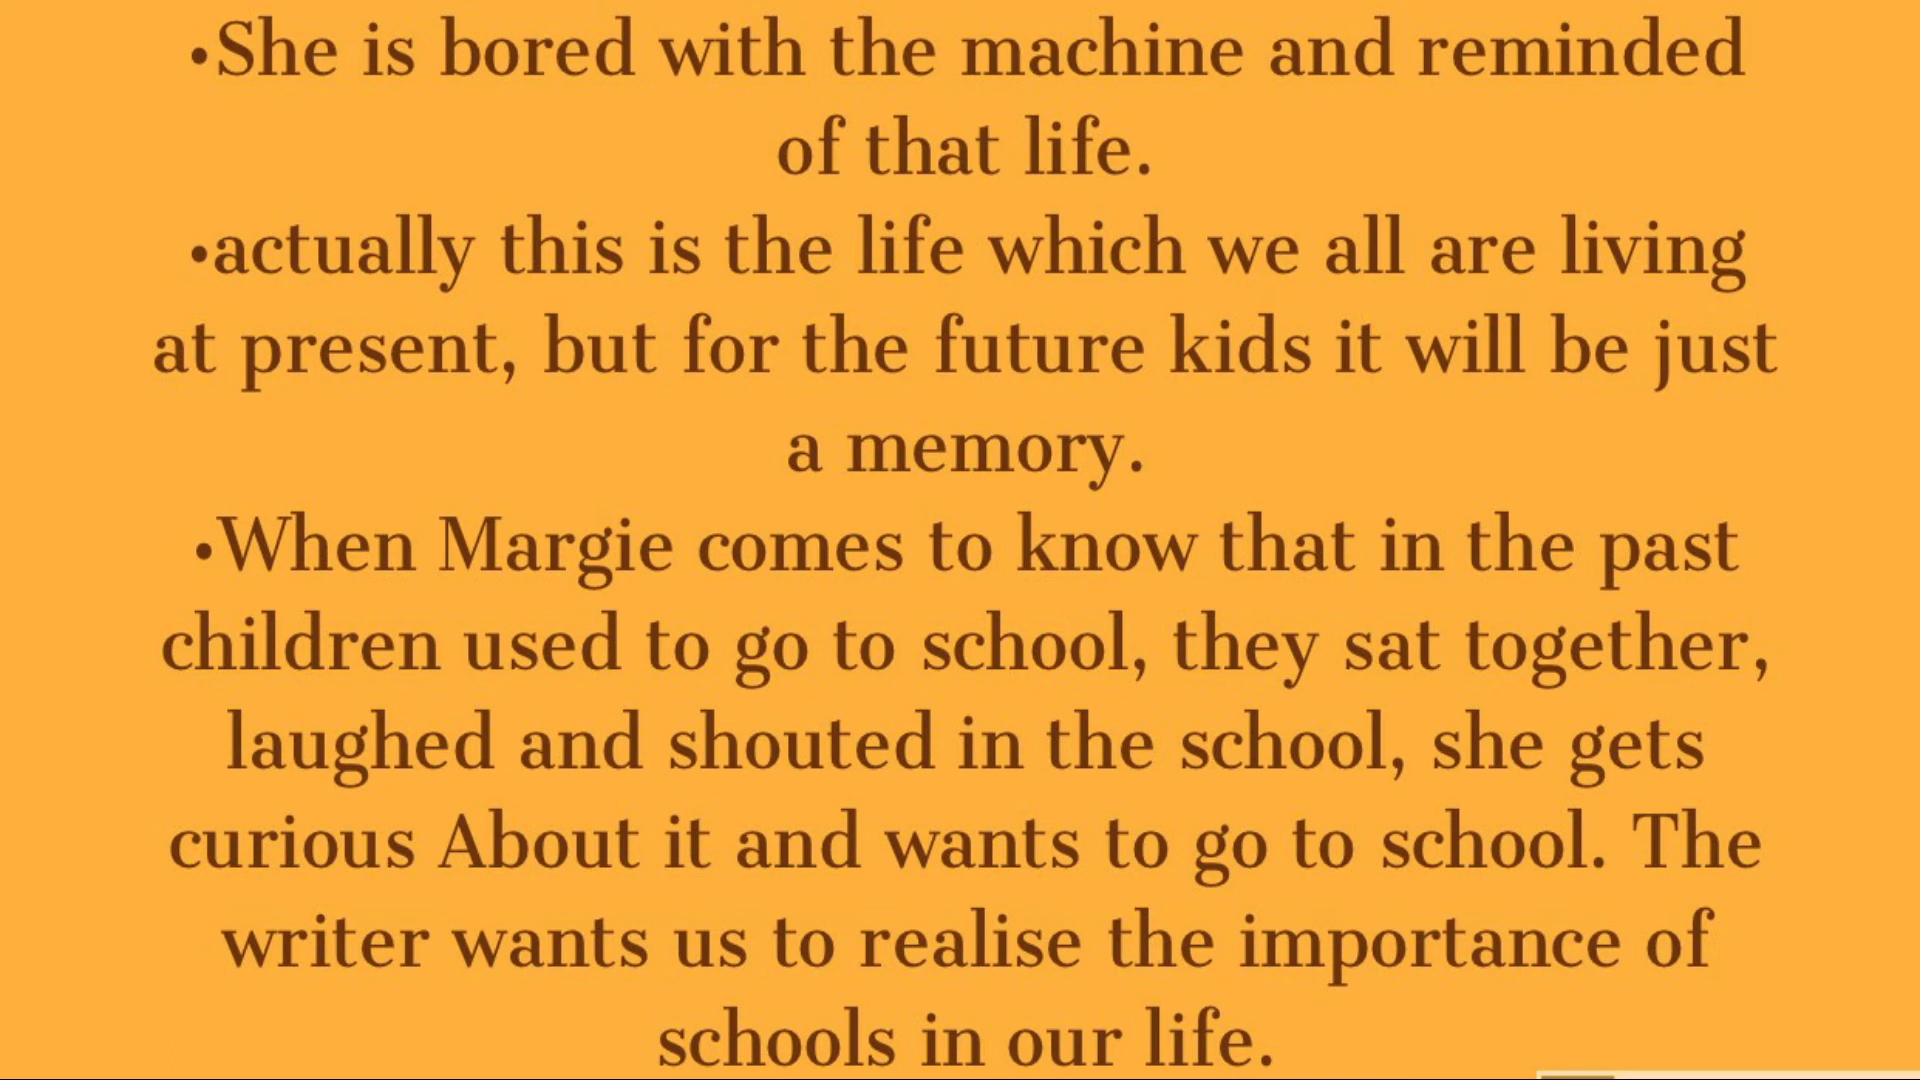 •She is bored with the machine and reminded
of that life.
•actually this is the life which we all are living
at present, but for the future kids it will be just
a memory.
•When Margie comes to know that in the past
children used to go to school, they sat together,
laughed and shouted in the school, she gets
curious About it and wants to go to school. The
writer wants us to realise the importance of
schools in our life.